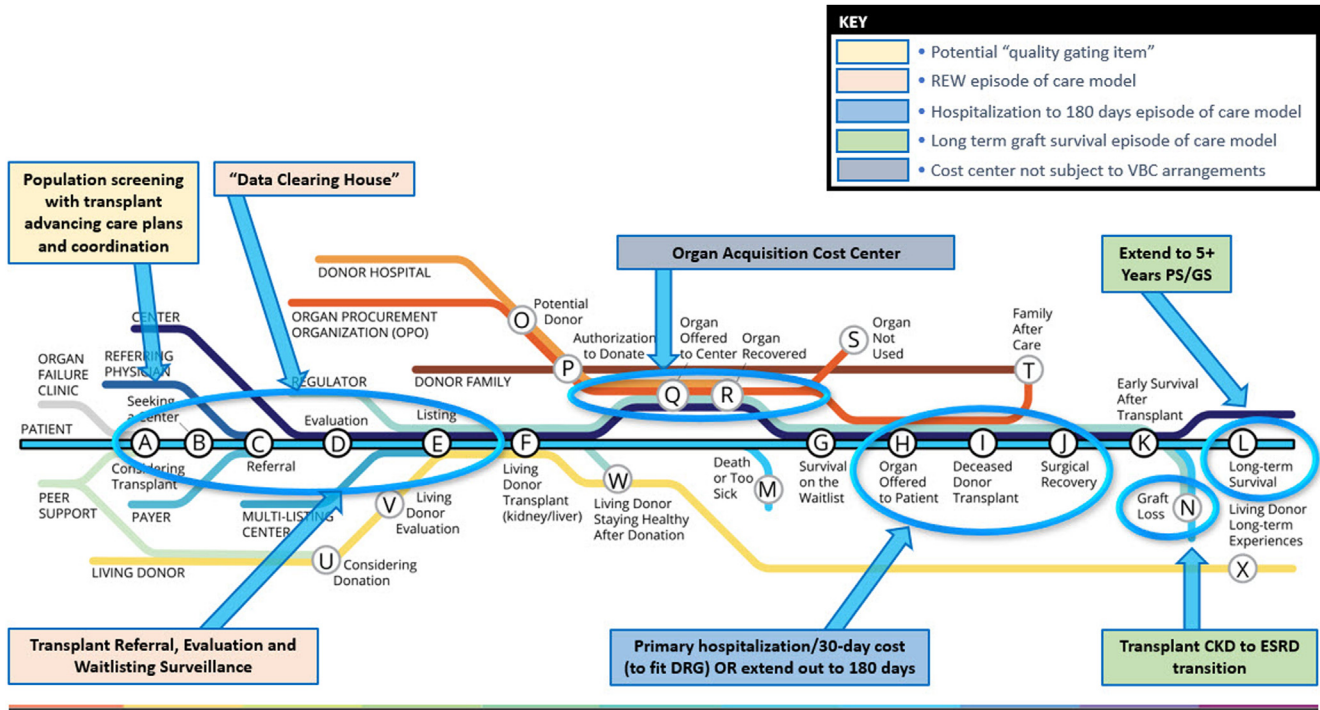 KEY
• Potential “quality gating item”
• REW episode of care model
• Hospitalization to 180 days episode of care model
• Long term graft survival episode of care model
• Cost center not subject to VBC arrangements
Population screening
with transplant
advancing care plans
and coordination
“Data Clearing House”
Organ Acquisition Cost Center
Extend to 5+
Years PS/GS
DONOR HOSPITAL
ORGAN PROCUREMENT
ORGANIZATION (OPO)
O
Potential
Donor
P
Authorization
to Donate
Organ
Offered
to Center
Organ
Recovered
S
Organ
Not
Used
Family
After
Care
CENTER
REFERRING
PHYSICIAN
ORGAN
FAILURE
CLINIC
REGULATOR
DONOR FAMILY
Q
R
T
Seeking
a Center
Evaluation
Listing
Early Survival
After
Transplant
PATIENT
A
B
C
D
E
F
G
H
I
J
K
L
Considering
Transplant
Referral
Living
Donor
Transplant
(kidney/liver)
Death
or Too
Sick
M
Survival
on the
Waitlist
Organ
Offered
to Patient
Deceased
Donor
Transplant
Surgical
Recovery
Long-term
Survival
PEER
SUPPORT
PAYER
MULTI-LISTING
CENTER
V
Living
Donor
Evaluation
W
Living Donor
Staying Healthy
After Donation
Graft
Loss
N
Living Donor
Long-term
Experiences
LIVING DONOR
U
Considering
Donation
X
Transplant Referral, Evaluation and
Waitlisting Surveillance
Primary hospitalization/30-day cost
(to fit DRG) OR extend out to 180 days
Transplant CKD to ESRD
transition